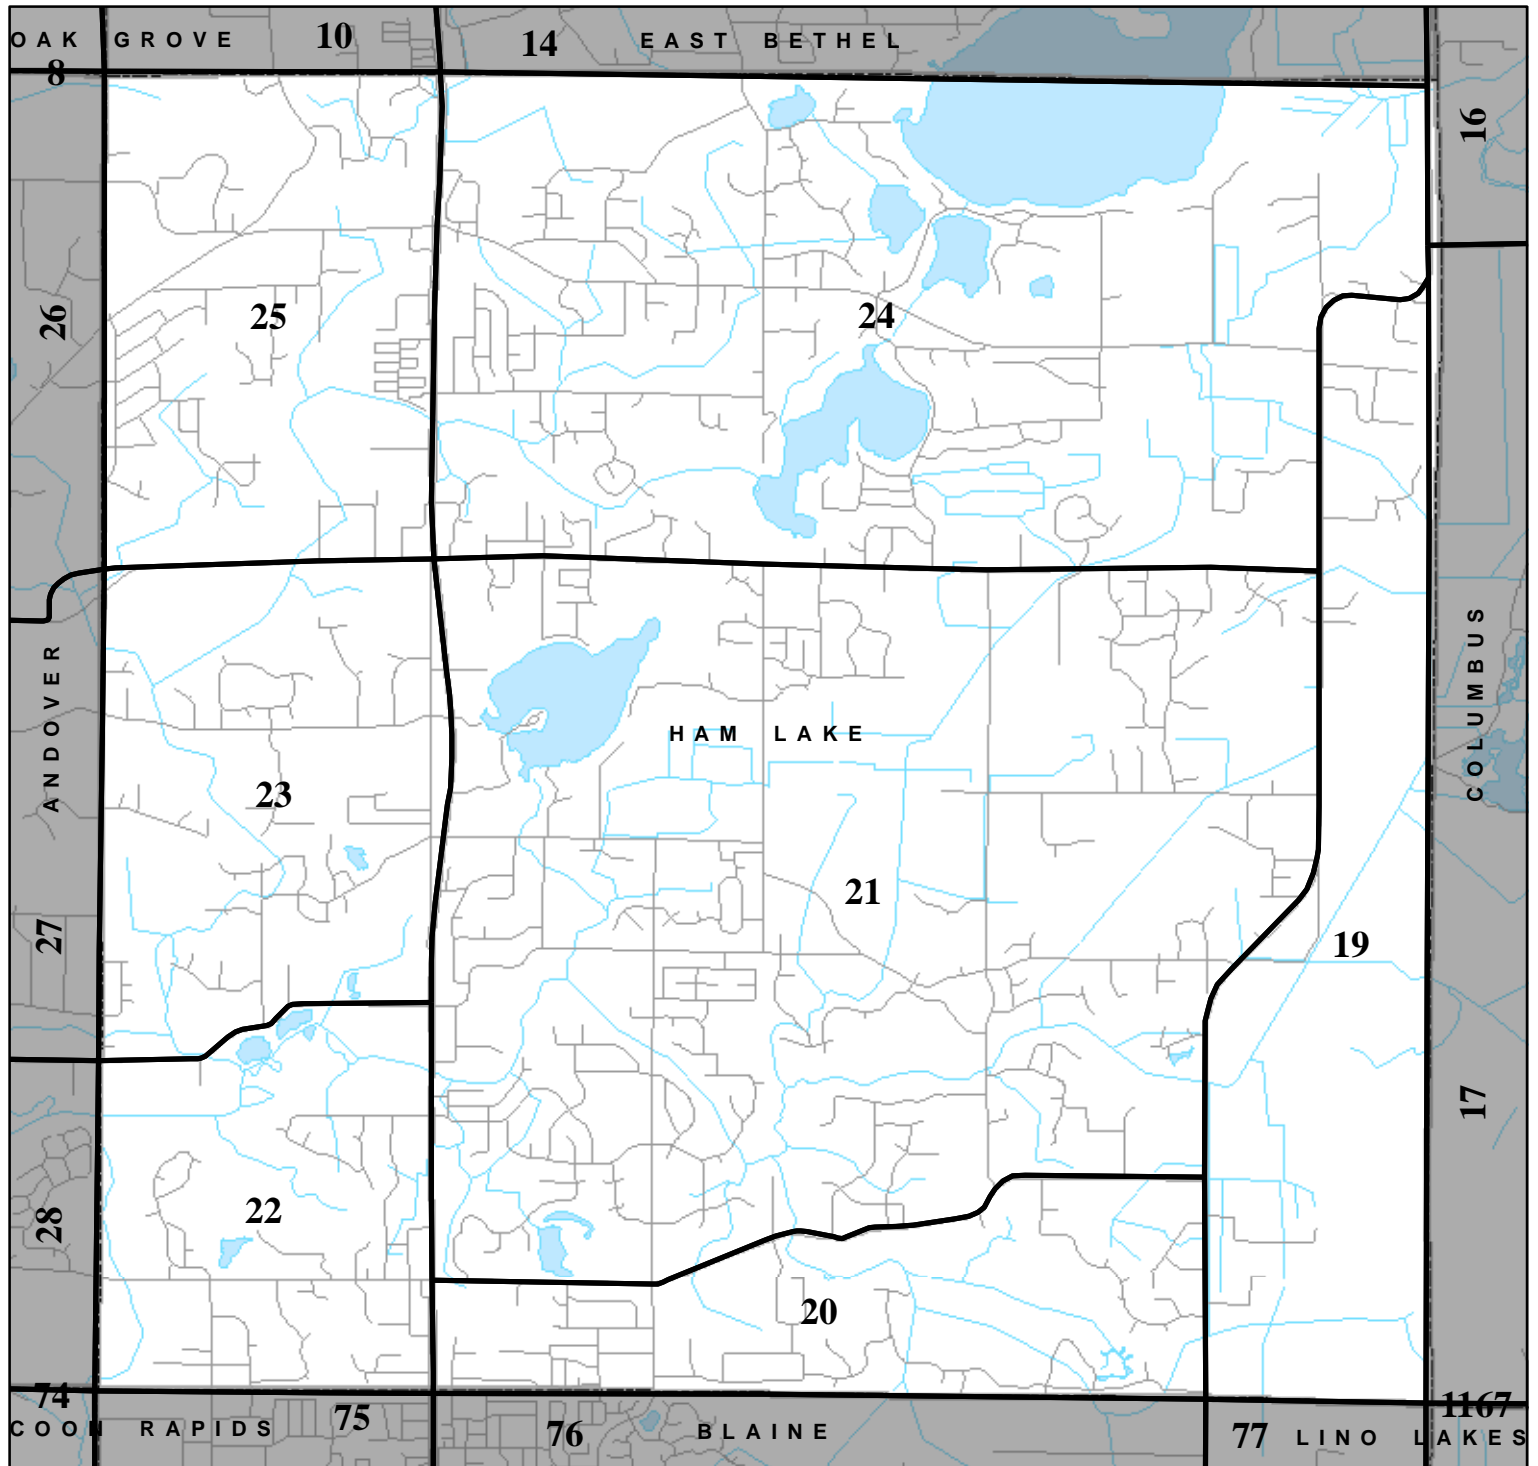 OAK GROVE 10 14 EAST BETHEL
8
16
26 25 24
ANDOVER
HAM LAKE
COLUMBUS
23
21
27
19
17
22
28
20
74
1167
COON RAPIDS 75 76 BLAINE 77 LINO LAKES